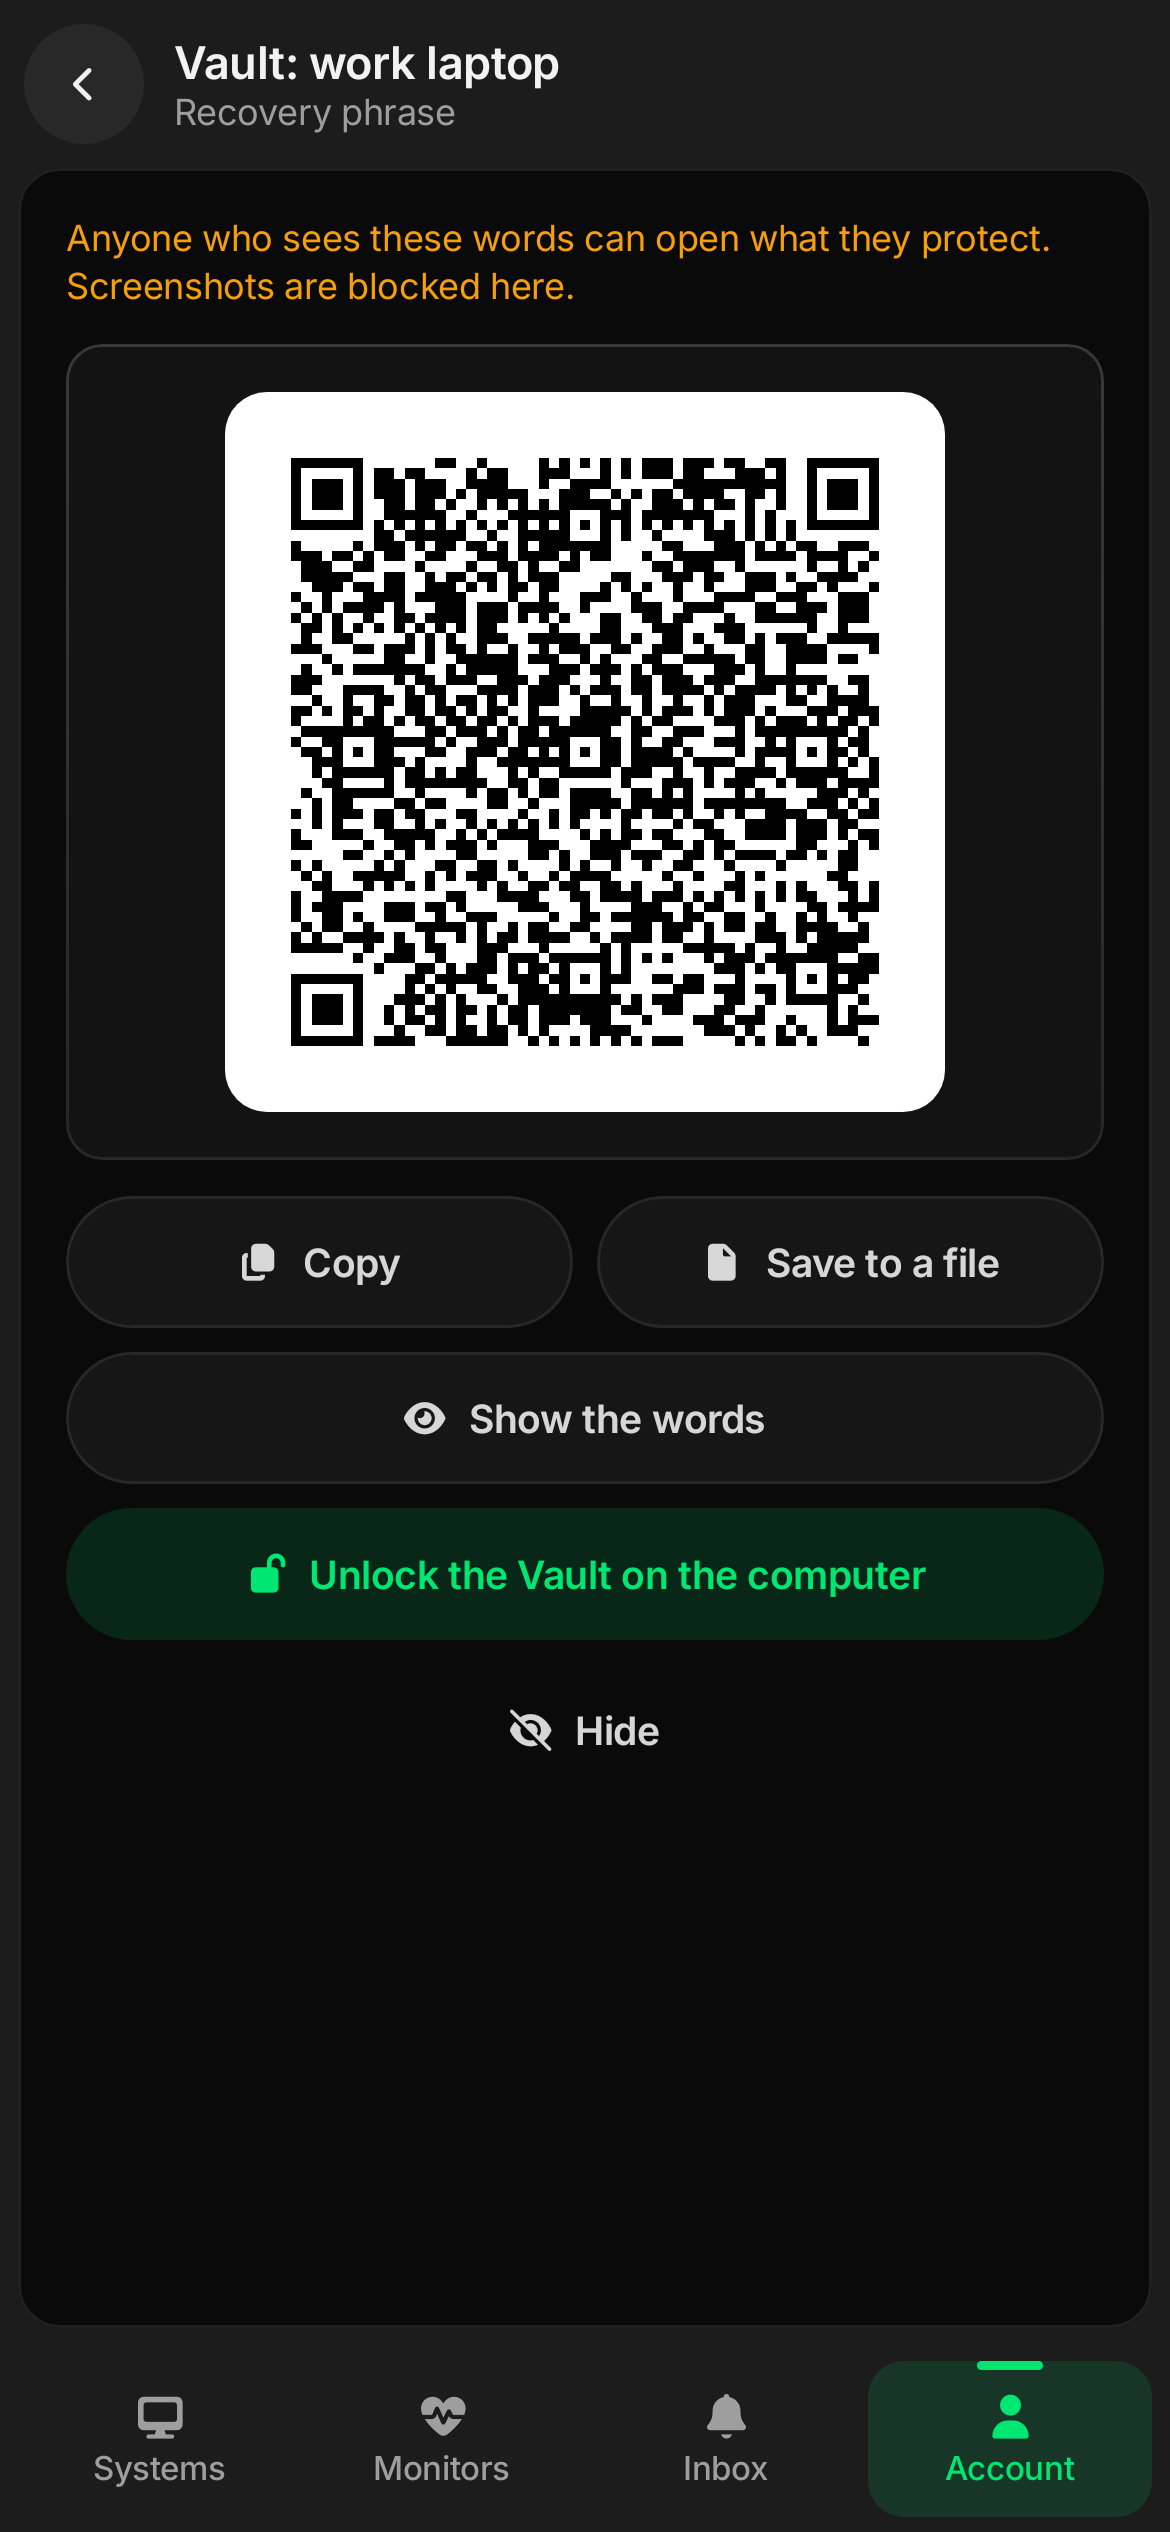 Vault: work laptop
Recovery phrase
Anyone who sees these words can open what they protect.
Screenshots are blocked here.
Copy
Save to a file
Show the words
Unlock the Vault on the computer
Hide
Systems
Monitors
Inbox
Account